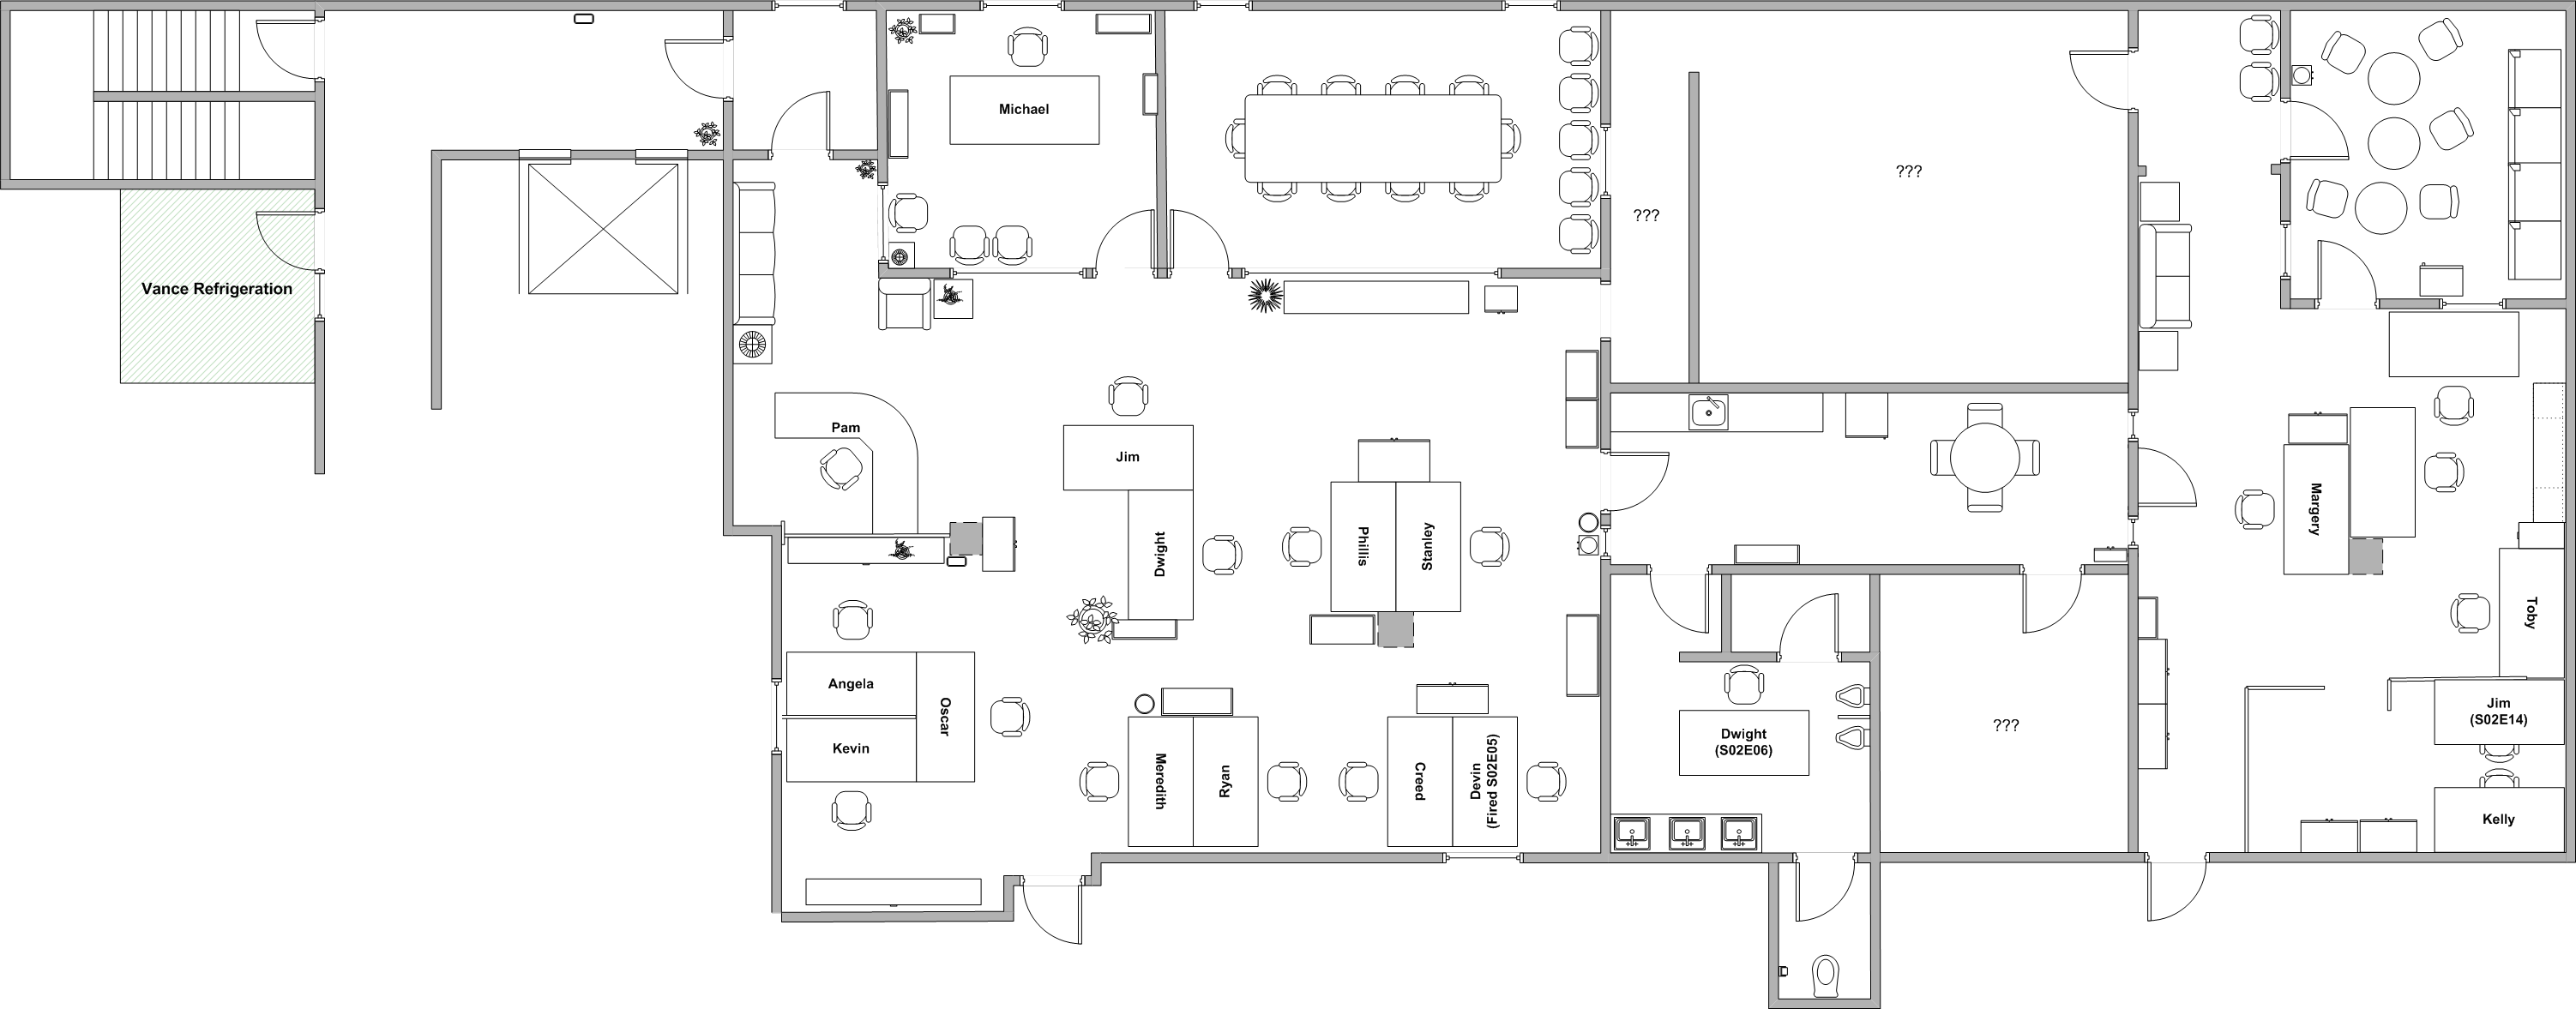 Michael
???
???
Vance Refrigeration
Pam
Jim
Dwight
Phillis
Stanley
Margery
Toby
Angela
Oscar
Kevin
Meredith
Ryan
Creed
Devin
(Fired S02E05)
Dwight
(S02E06)
???
Jim
(S02E14)
Kelly